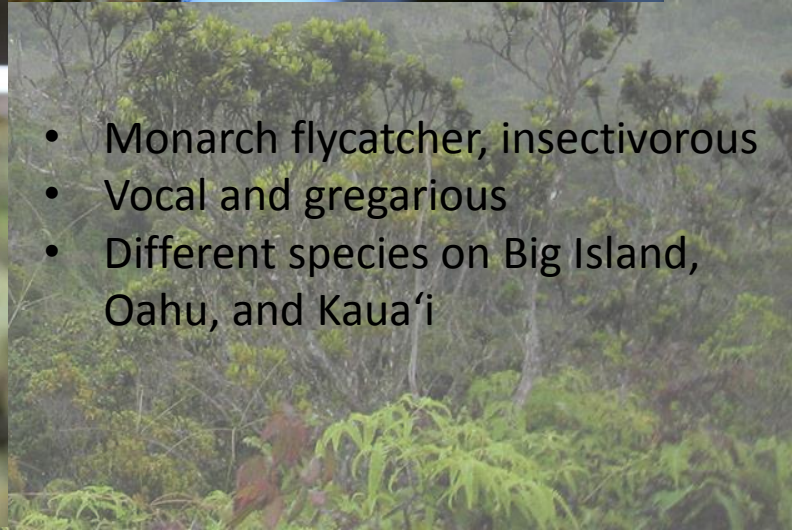 • Monarch flycatcher, insectivorous
• Vocal and gregarious
• Different species on Big Island,
Oahu, and Kauaʻi